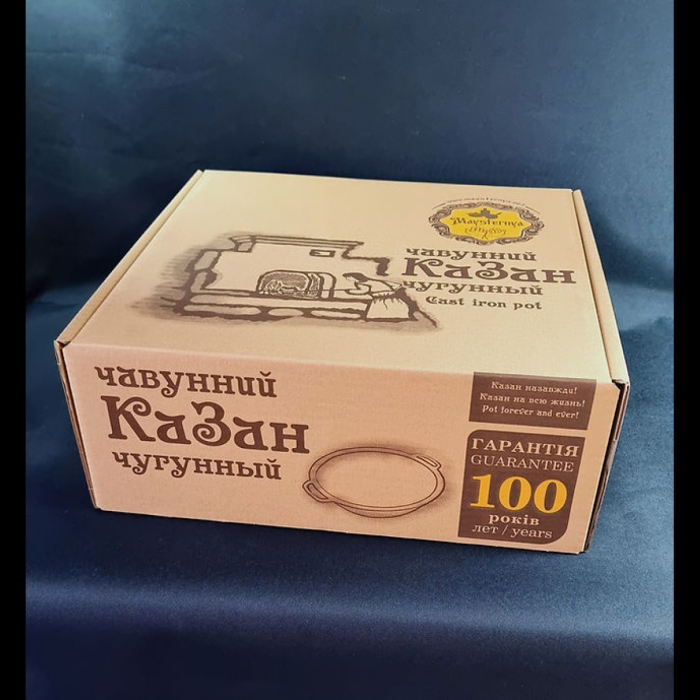 Maysternya
чавунний
Казан
чугунный
Cast iron pot
чавунний
Казан
чугунный
Казан назавжди!
Казан на всю жизнь!
Pot forever and ever!
ГАРАНТІЯ
GUARANTEE
100
років
лет / years